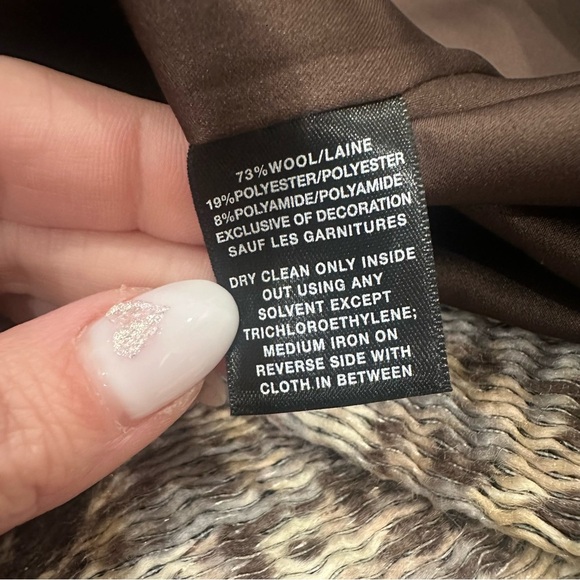 73%WOOL/LAINE
19%POLYESTER/POLYESTER
8%POLYAMIDE/POLYAMIDE
EXCLUSIVE OF DECORATION
SAUF LES GARNITURES
DRY CLEAN ONLY INSIDE
OUT USING ANY
SOLVENT EXCEPT
TRICHLOROETHYLENE;
MEDIUM IRON ON
REVERSE SIDE WITH
CLOTH IN BETWEEN